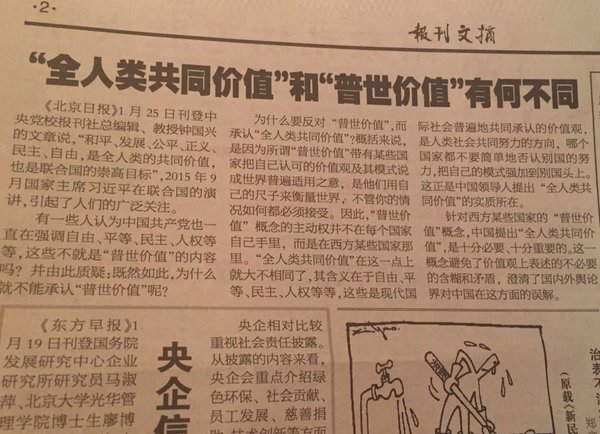 ·2·
报刊文摘
“全人类共同价值”和“普世价值”有何不同
《北京日报》1月25日刊登中
央党校报刊社总编辑、教授钟国兴
的文章说，“和平、发展、公平、正义、
民主、自由，是全人类的共同价值，
也是联合国的崇高目标”，2015年9
月国家主席习近平在联合国的演
讲，引起了人们的广泛关注。
有一些人认为中国共产党也一
直在强调自由、平等、民主、人权等
等，这些不就是“普世价值”的内容
吗？并由此质疑：既然如此，为什么
就不能承认“普世价值”呢？
为什么要反对“普世价值”，而
承认“全人类共同价值”？概括来说，
是因为所谓“普世价值”带有某些国
家把自己认可的价值观及其模式说
成世界普遍适用之意，是他们用自
己的尺子来衡量世界，不管你的情
况如何都必须接受。因此，“普世价
值”概念的主动权并不在每个国家
自己手里，而是在西方某些国家那
里。“全人类共同价值”在这一点上
就大不相同了，其含义在于自由、平
等、民主、人权等等，这些是现代国
际社会普遍地共同承认的价值观，
是人类社会共同努力的方向，哪个
国家都不要简单地否认别国的努
力，把自己的模式强加到别国头上。
这正是中国领导人提出“全人类共
同价值”的实质所在。
针对西方某些国家的“普世价
值”概念，中国提出“全人类共同价
值”，是十分必要、十分重要的，这一
概念避免了价值观上表述的不必要
的含糊和矛盾，澄清了国内外舆论
界对中国在这方面的误解。
《东方早报》1
月19日刊登国务院
发展研究中心企业
研究所研究员马淑
萍、北京大学光华管
理学院博士生廖博
央企信
央企相对比较
重视社会责任披露。
从披露的内容来看，
央企会重点介绍绿
色环保、社会贡献、
员工发展、慈善捐
助、技术创新等方面
（原载《新民